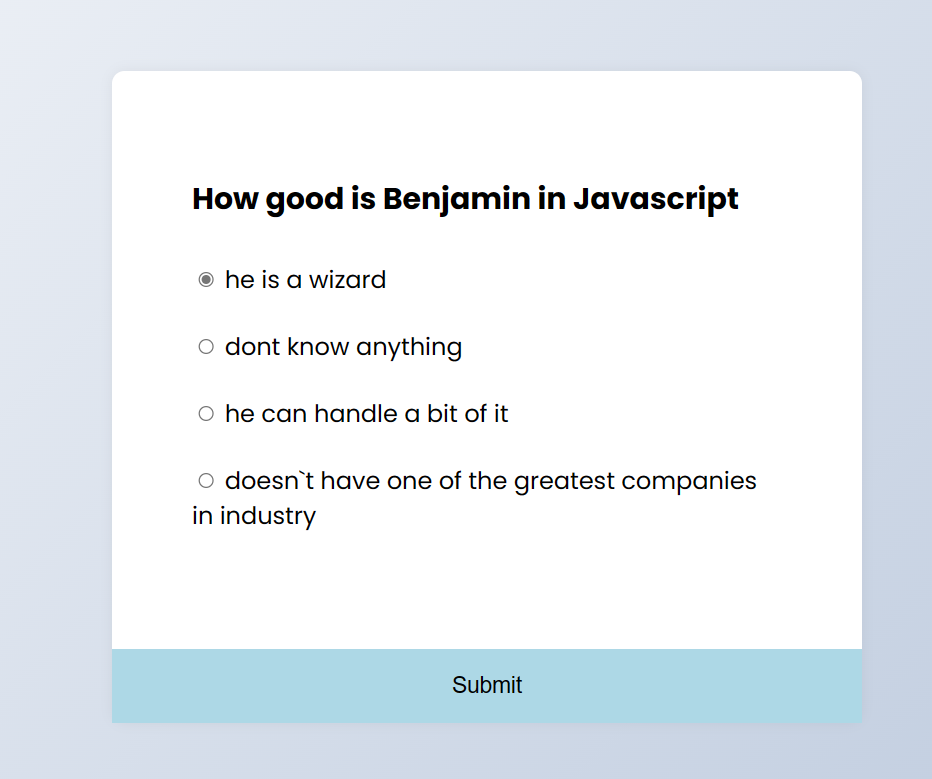 How good is Benjamin in Javascript
he is a wizard
dont know anything
he can handle a bit of it
doesn`t have one of the greatest companies
in industry
Submit